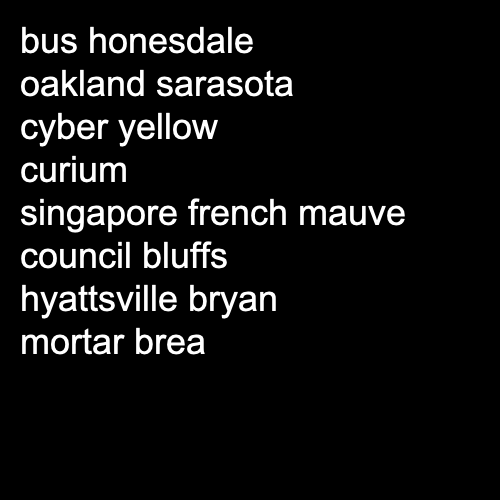 bus honesdale
oakland sarasota
cyber yellow
curium
singapore french mauve
council bluffs
hyattsville bryan
mortar brea